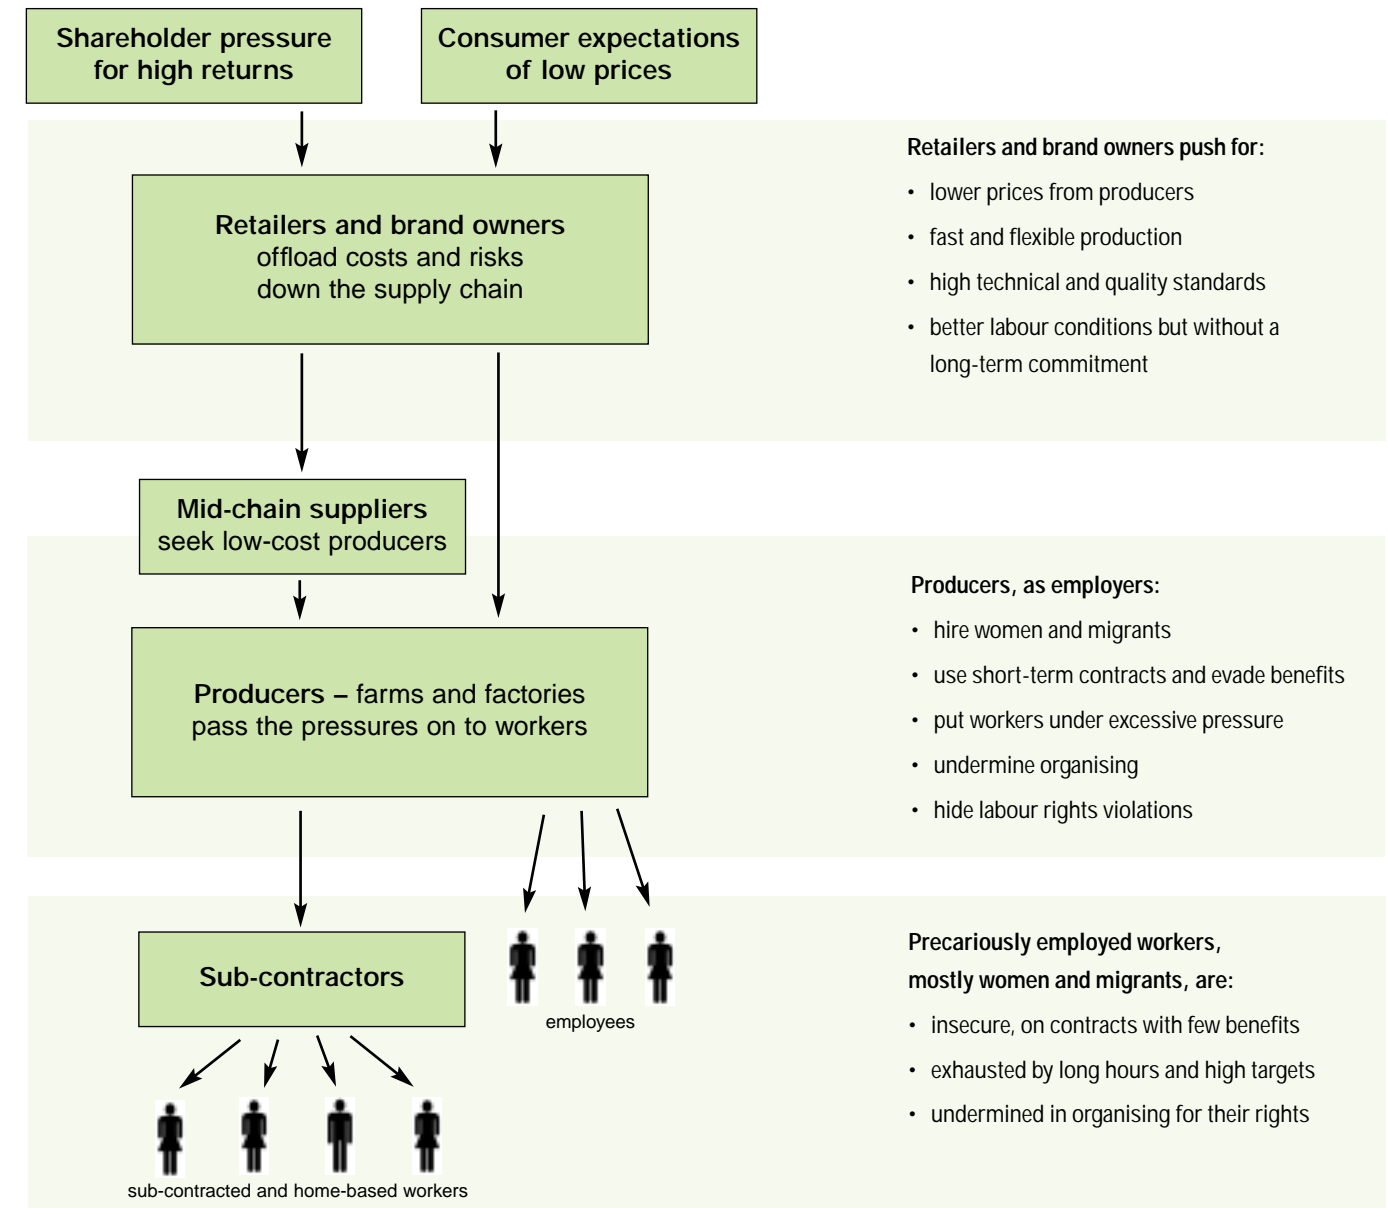 Shareholder pressure
for high returns
Consumer expectations
of low prices
Retailers and brand owners
offload costs and risks
down the supply chain
Retailers and brand owners push for:
• lower prices from producers
• fast and flexible production
• high technical and quality standards
• better labour conditions but without a
long-term commitment
Mid-chain suppliers
seek low-cost producers
Producers – farms and factories
pass the pressures on to workers
Producers, as employers:
• hire women and migrants
• use short-term contracts and evade benefits
• put workers under excessive pressure
• undermine organising
• hide labour rights violations
Sub-contractors
employees
sub-contracted and home-based workers
Precariously employed workers,
mostly women and migrants, are:
• insecure, on contracts with few benefits
• exhausted by long hours and high targets
• undermined in organising for their rights